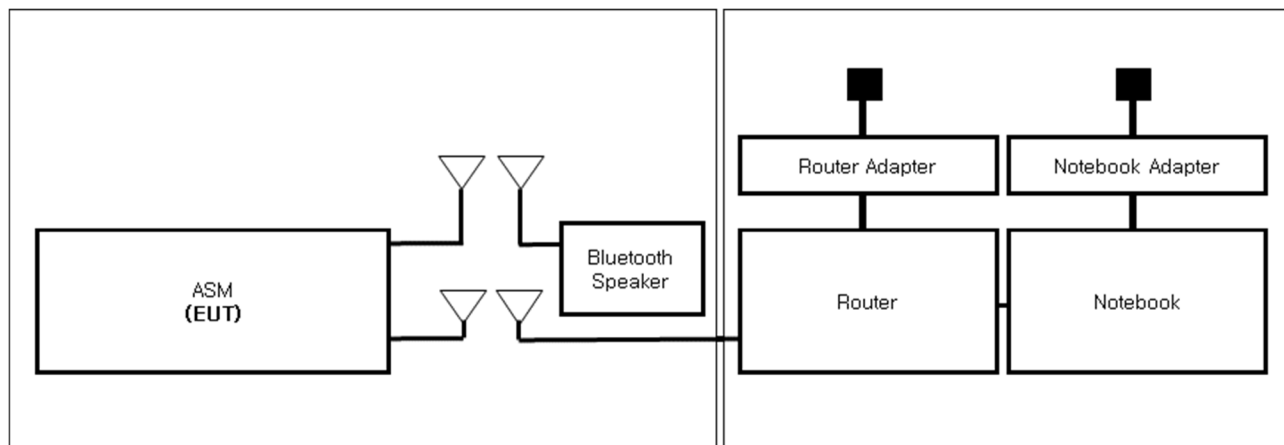 Router Adapter
Notebook Adapter
ASM
(EUT)
Bluetooth
Speaker
Router
Notebook